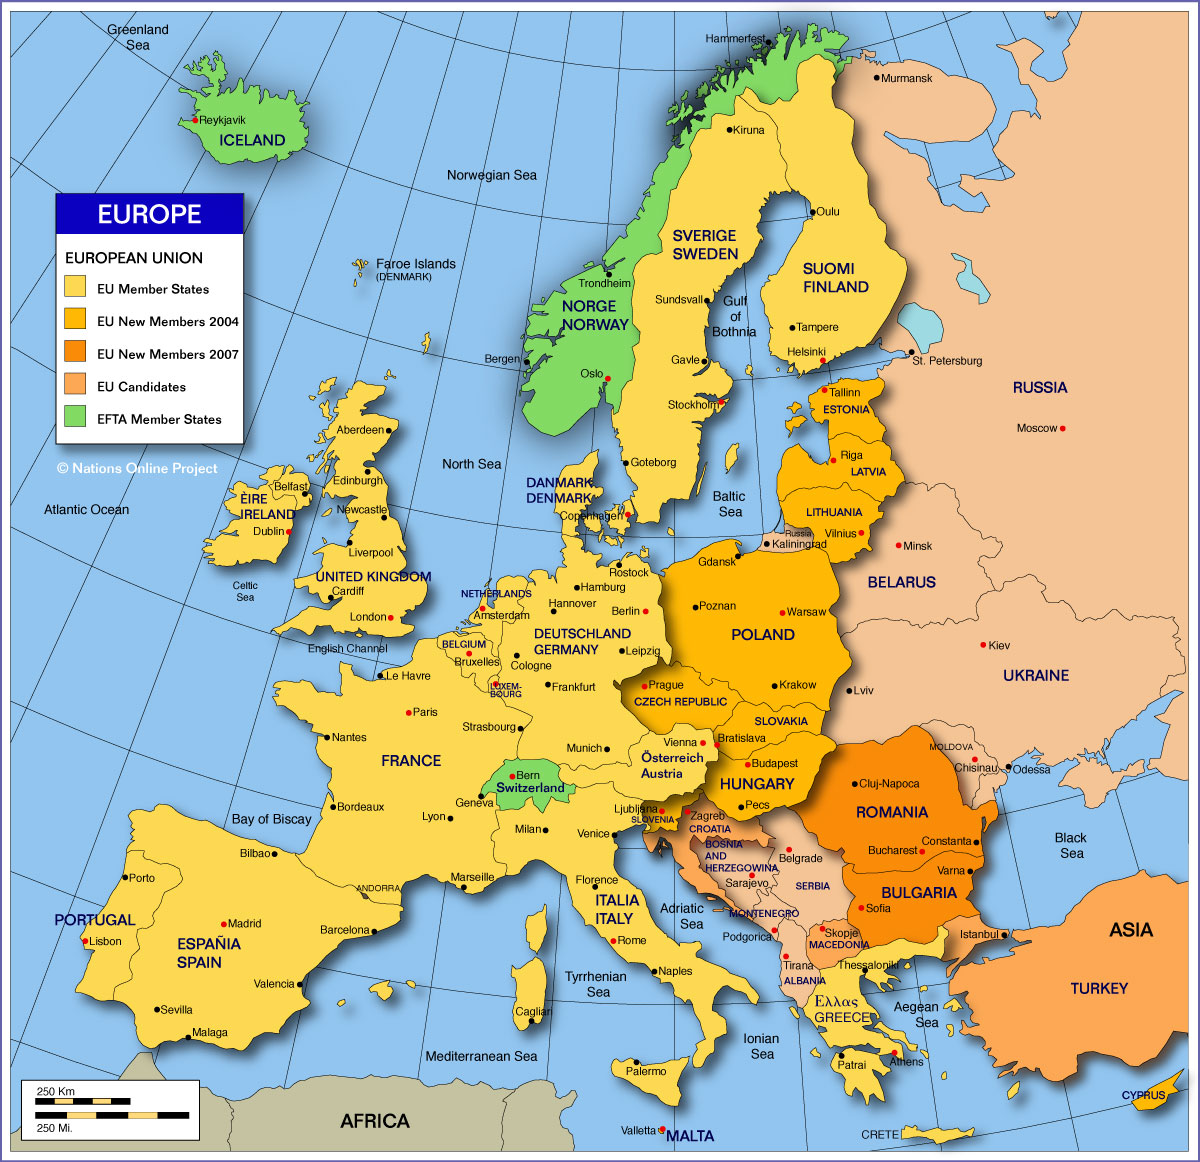 Greenland
Sea
Hammerfest
Murmansk
Reykjavik
ICELAND
Kiruna
Norwegian Sea
EUROPE
EUROPEAN UNION
EU Member States
EU New Members 2004
EU New Members 2007
EU Candidates
EFTA Member States
© Nations Online Project
Faroe Islands
(DENMARK)
Oulu
SVERIGE
SWEDEN
SUOMI
FINLAND
Trondheim
Sundsvall
Gulf
of
Bothnia
NORGE
NORWAY
Tampere
Bergen
Gavle
Helsinki
St. Petersburg
Oslo
Stockholm
Tallinn
ESTONIA
RUSSIA
Moscow
Aberdeen
North Sea
Goteborg
Riga
LATVIA
Edinburgh
Belfast
ÈIRE
IRELAND
Dublin
Newcastle
Atlantic Ocean
DANMARK
DENMARK
Copenhagen
Baltic
Sea
LITHUANIA
Vilnius
Russia
Kaliningrad
Minsk
BELARUS
Liverpool
UNITED KINGDOM
Cardiff
London
Celtic
Sea
English Channel
Gdansk
Rostock
Hamburg
NETHERLANDS
Amsterdam
Hannover
Berlin
Poznan
Warsaw
POLAND
DEUTSCHLAND
GERMANY
BELGIUM
Bruxelles
Cologne
Leipzig
Kiev
UKRAINE
Le Havre
LUXEM-
BOURG
Frankfurt
Prague
CZECH REPUBLIC
Krakow
Lviv
Paris
Strasbourg
SLOVAKIA
Nantes
FRANCE
Munich
Vienna
Bratislava
Österreich
Austria
Budapest
HUNGARY
MOLDOVA
Chisinau
Odessa
Bern
Switzerland
Geneva
Cluj-Napoca
ROMANIA
Bordeaux
Lyon
Ljubljana
SLOVENIA
Zagreb
CROATIA
Pecs
Bay of Biscay
Milan
Venice
BOSNIA
AND
HERZEGOWINA
Belgrade
Bucharest
Constanta
Black
Sea
Bilbao
Sarajevo
SERBIA
Varna
BULGARIA
Porto
ANDORRA
Marseille
Florence
ITALIA
ITALY
Adriatic
Sea
MONTENEGRO
Podgorica
Sofia
PORTUGAL
Lisbon
Madrid
ESPAÑIA
SPAIN
Barcelona
Rome
Skopje
MACEDONIA
Istanbul
ASIA
Tirana
ALBANIA
Thessaloniki
TURKEY
Valencia
Tyrrhenian
Sea
Naples
Ελλας
GREECE
Aegean
Sea
Sevilla
Malaga
Cagliari
Mediterranean Sea
Ionian
Sea
Palermo
Patrai
Athens
250 Km
250 Mi.
AFRICA
Valletta
MALTA
CRETE
CYPRUS